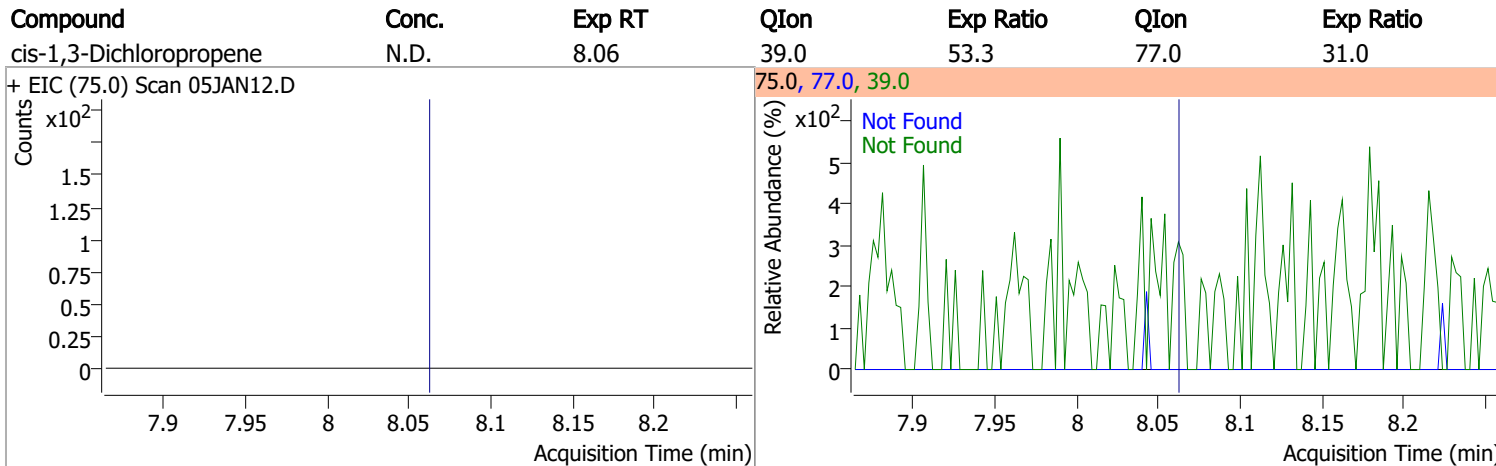 Compound Conc. Exp RT QIon Exp Ratio QIon Exp Ratio
cis-1,3-Dichloropropene N.D. 8.06 39.0 53.3 77.0 31.0
+ EIC (75.0) Scan 05JAN12.D
Counts
x10²
1.5
1.25
1
0.75
0.5
0.25
0
7.9 7.95 8 8.05 8.1 8.15 8.2
Acquisition Time (min)
75.0, 77.0, 39.0
Relative Abundance (%)
x10²
Not Found
Not Found
5
4
3
2
1
0
7.9 7.95 8 8.05 8.1 8.15 8.2
Acquisition Time (min)